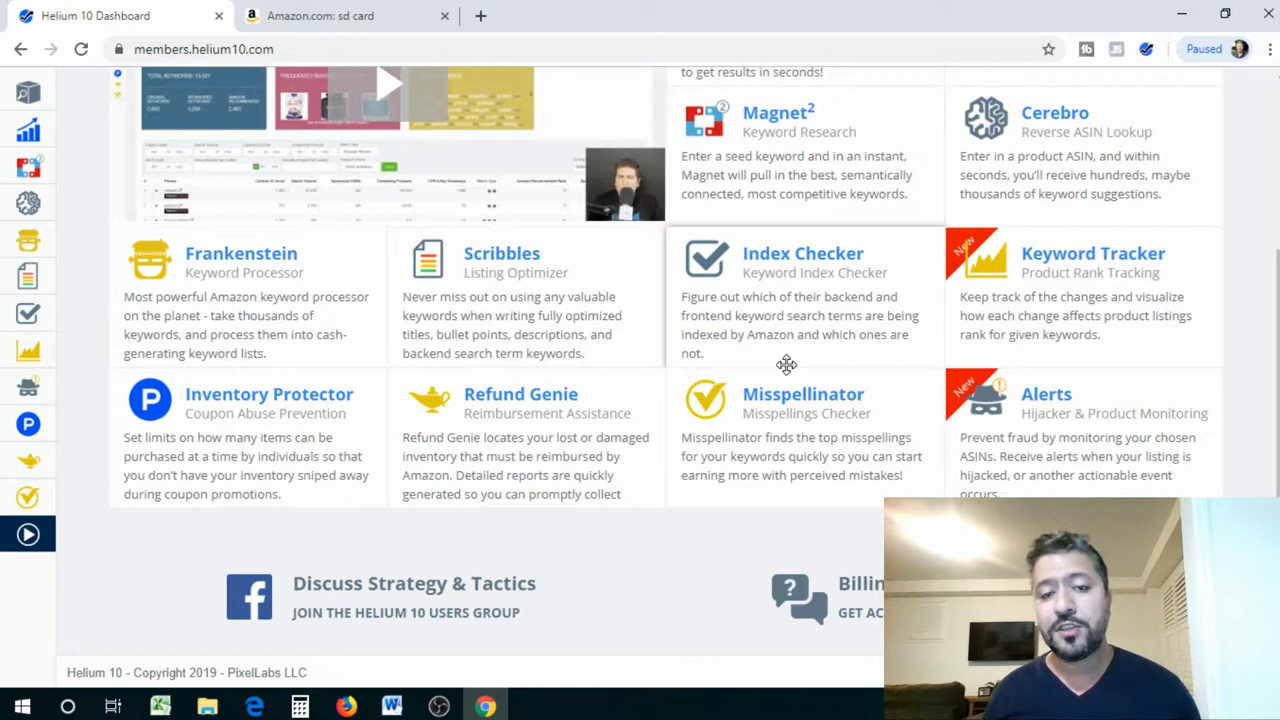 Helium 10 Dashboard
Amazon.com: sd card
members.helium10.com
Paused
TOTAL KEYWORDS: 10,021
to get results in seconds!
Magnet2
Keyword Research
Enter a seed keyword and in an instant,
Magnet will pull in the best, semantically
connected, most competitive keywords.
Cerebro
Reverse ASIN Lookup
Enter in a product ASIN, and within
seconds, you'll receive hundreds, maybe
thousands of keyword suggestions.
Frankenstein
Keyword Processor
Most powerful Amazon keyword processor
on the planet - take thousands of
keywords, and process them into cash-
generating keyword lists.
Scribbles
Listing Optimizer
Never miss out on using any valuable
keywords when writing fully optimized
titles, bullet points, descriptions, and
backend search term keywords.
Index Checker
Keyword Index Checker
Figure out which of their backend and
frontend keyword search terms are being
indexed by Amazon and which ones are
not.
New
Keyword Tracker
Product Rank Tracking
Keep track of the changes and visualize
how each change affects product listings
rank for given keywords.
Inventory Protector
Coupon Abuse Prevention
Set limits on how many items can be
purchased at a time by individuals so that
you don't have your inventory sniped away
during coupon promotions.
Refund Genie
Reimbursement Assistance
Refund Genie locates your lost or damaged
inventory that must be reimbursed by
Amazon. Detailed reports are quickly
generated so you can promptly collect
Misspellinator
Misspellings Checker
Misspellinator finds the top misspellings
for your keywords quickly so you can start
earning more with perceived mistakes!
New
Alerts
Hijacker & Product Monitoring
Prevent fraud by monitoring your chosen
ASINs. Receive alerts when your listing is
hijacked, or another actionable event
occurs.
Discuss Strategy & Tactics
JOIN THE HELIUM 10 USERS GROUP
Billin
GET AC
Helium 10 - Copyright 2019 - PixelLabs LLC